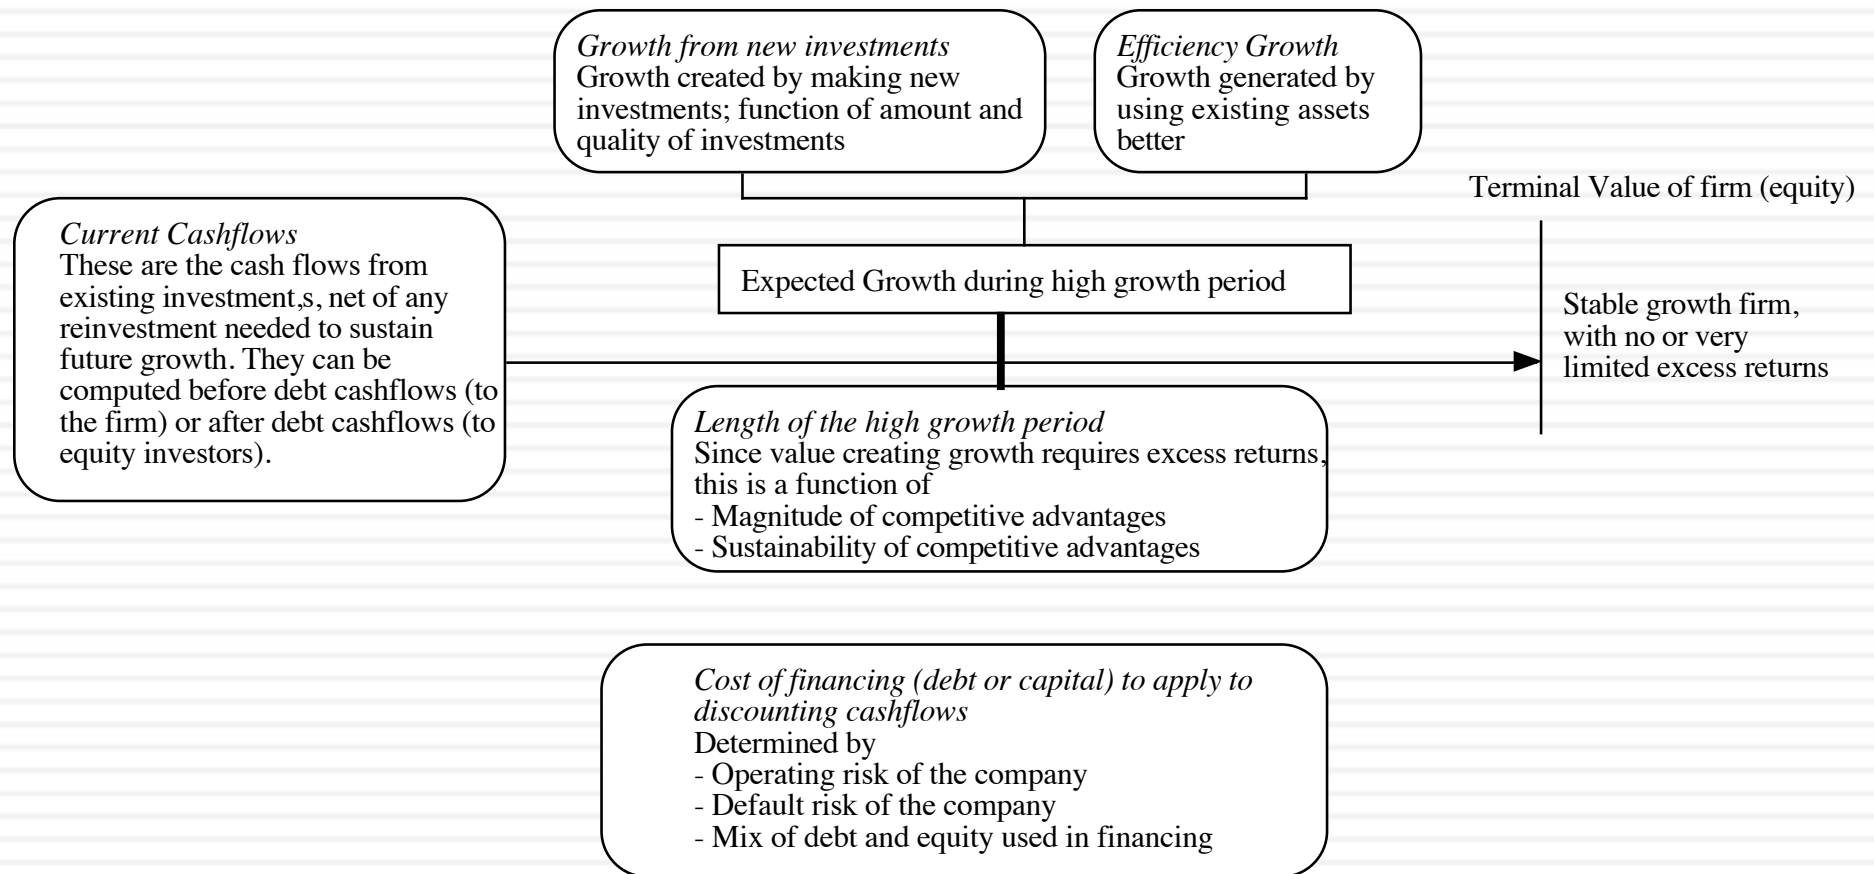 Growth from new investments
Growth created by making new
investments; function of amount and
quality of investments
Efficiency Growth
Growth generated by
using existing assets
better
Terminal Value of firm (equity)
Current Cashflows
These are the cash flows from
existing investment,s, net of any
reinvestment needed to sustain
future growth. They can be
computed before debt cashflows (to
the firm) or after debt cashflows (to
equity investors).
Expected Growth during high growth period
Stable growth firm,
with no or very
limited excess returns
Length of the high growth period
Since value creating growth requires excess returns,
this is a function of
- Magnitude of competitive advantages
- Sustainability of competitive advantages
Cost of financing (debt or capital) to apply to
discounting cashflows
Determined by
- Operating risk of the company
- Default risk of the company
- Mix of debt and equity used in financing